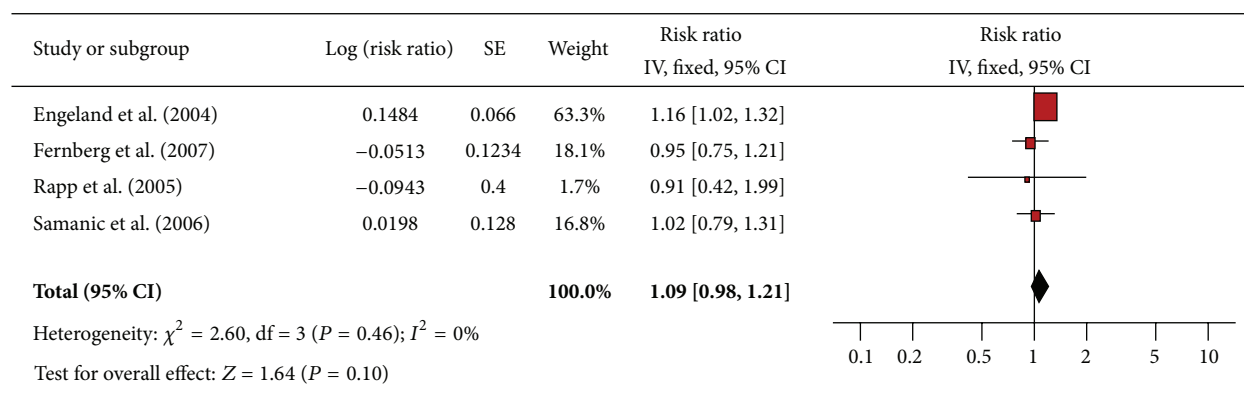 Study or subgroup Log (risk ratio) SE Weight Risk ratio IV, fixed, 95% CI Risk ratio IV, fixed, 95% CI
Engeland et al. (2004) 0.1484 0.066 63.3% 1.16 [1.02, 1.32]
Fernberg et al. (2007) −0.0513 0.1234 18.1% 0.95 [0.75, 1.21]
Rapp et al. (2005) −0.0943 0.4 1.7% 0.91 [0.42, 1.99]
Samanic et al. (2006) 0.0198 0.128 16.8% 1.02 [0.79, 1.31]
Total (95% CI) 100.0% 1.09 [0.98, 1.21]
Heterogeneity: χ² = 2.60, df = 3 (P = 0.46); I² = 0%
Test for overall effect: Z = 1.64 (P = 0.10)
0.1 0.2 0.5 1 2 5 10